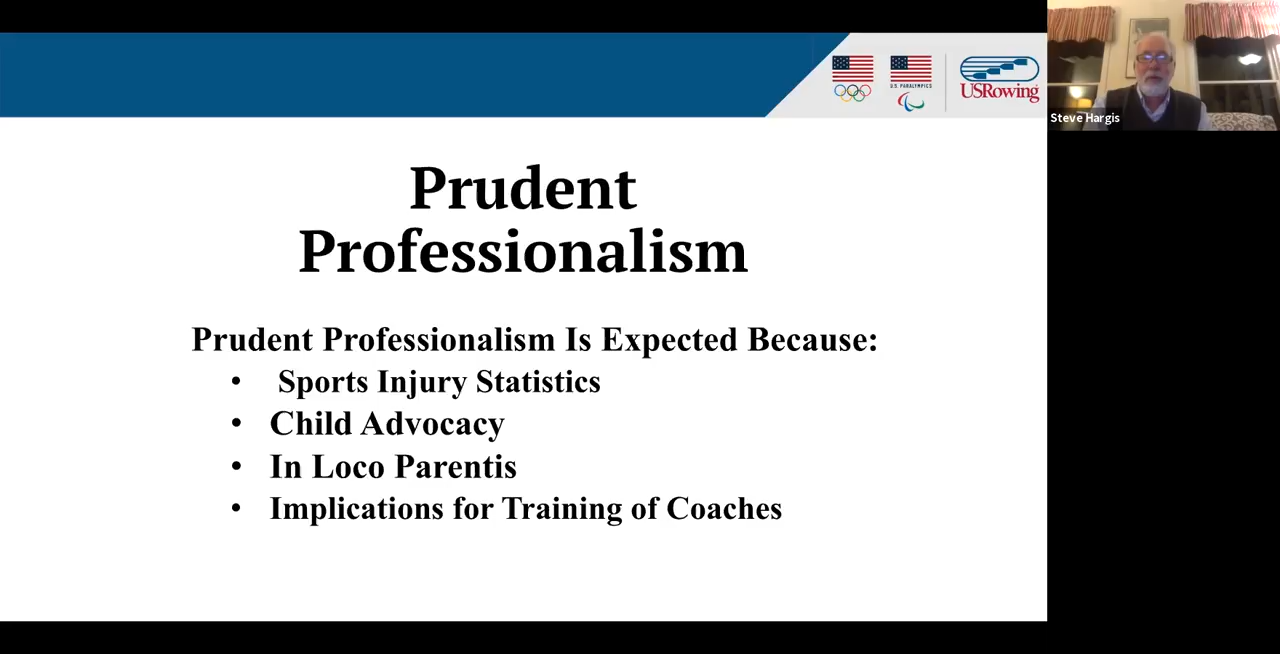 U.S. PARALYMPICS
USRowing
Steve Hargis
Prudent
Professionalism
Prudent Professionalism Is Expected Because:
• Sports Injury Statistics
• Child Advocacy
• In Loco Parentis
• Implications for Training of Coaches